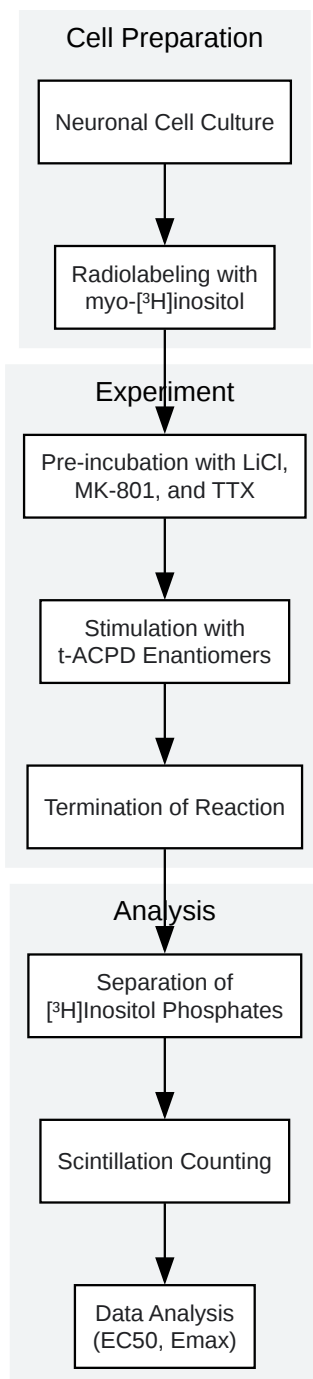 Cell Preparation
Neuronal Cell Culture
Radiolabeling with
myo-[³H]inositol
Experiment
Pre-incubation with LiCl,
MK-801, and TTX
Stimulation with
t-ACPD Enantiomers
Termination of Reaction
Analysis
Separation of
[³H]Inositol Phosphates
Scintillation Counting
Data Analysis
(EC50, Emax)